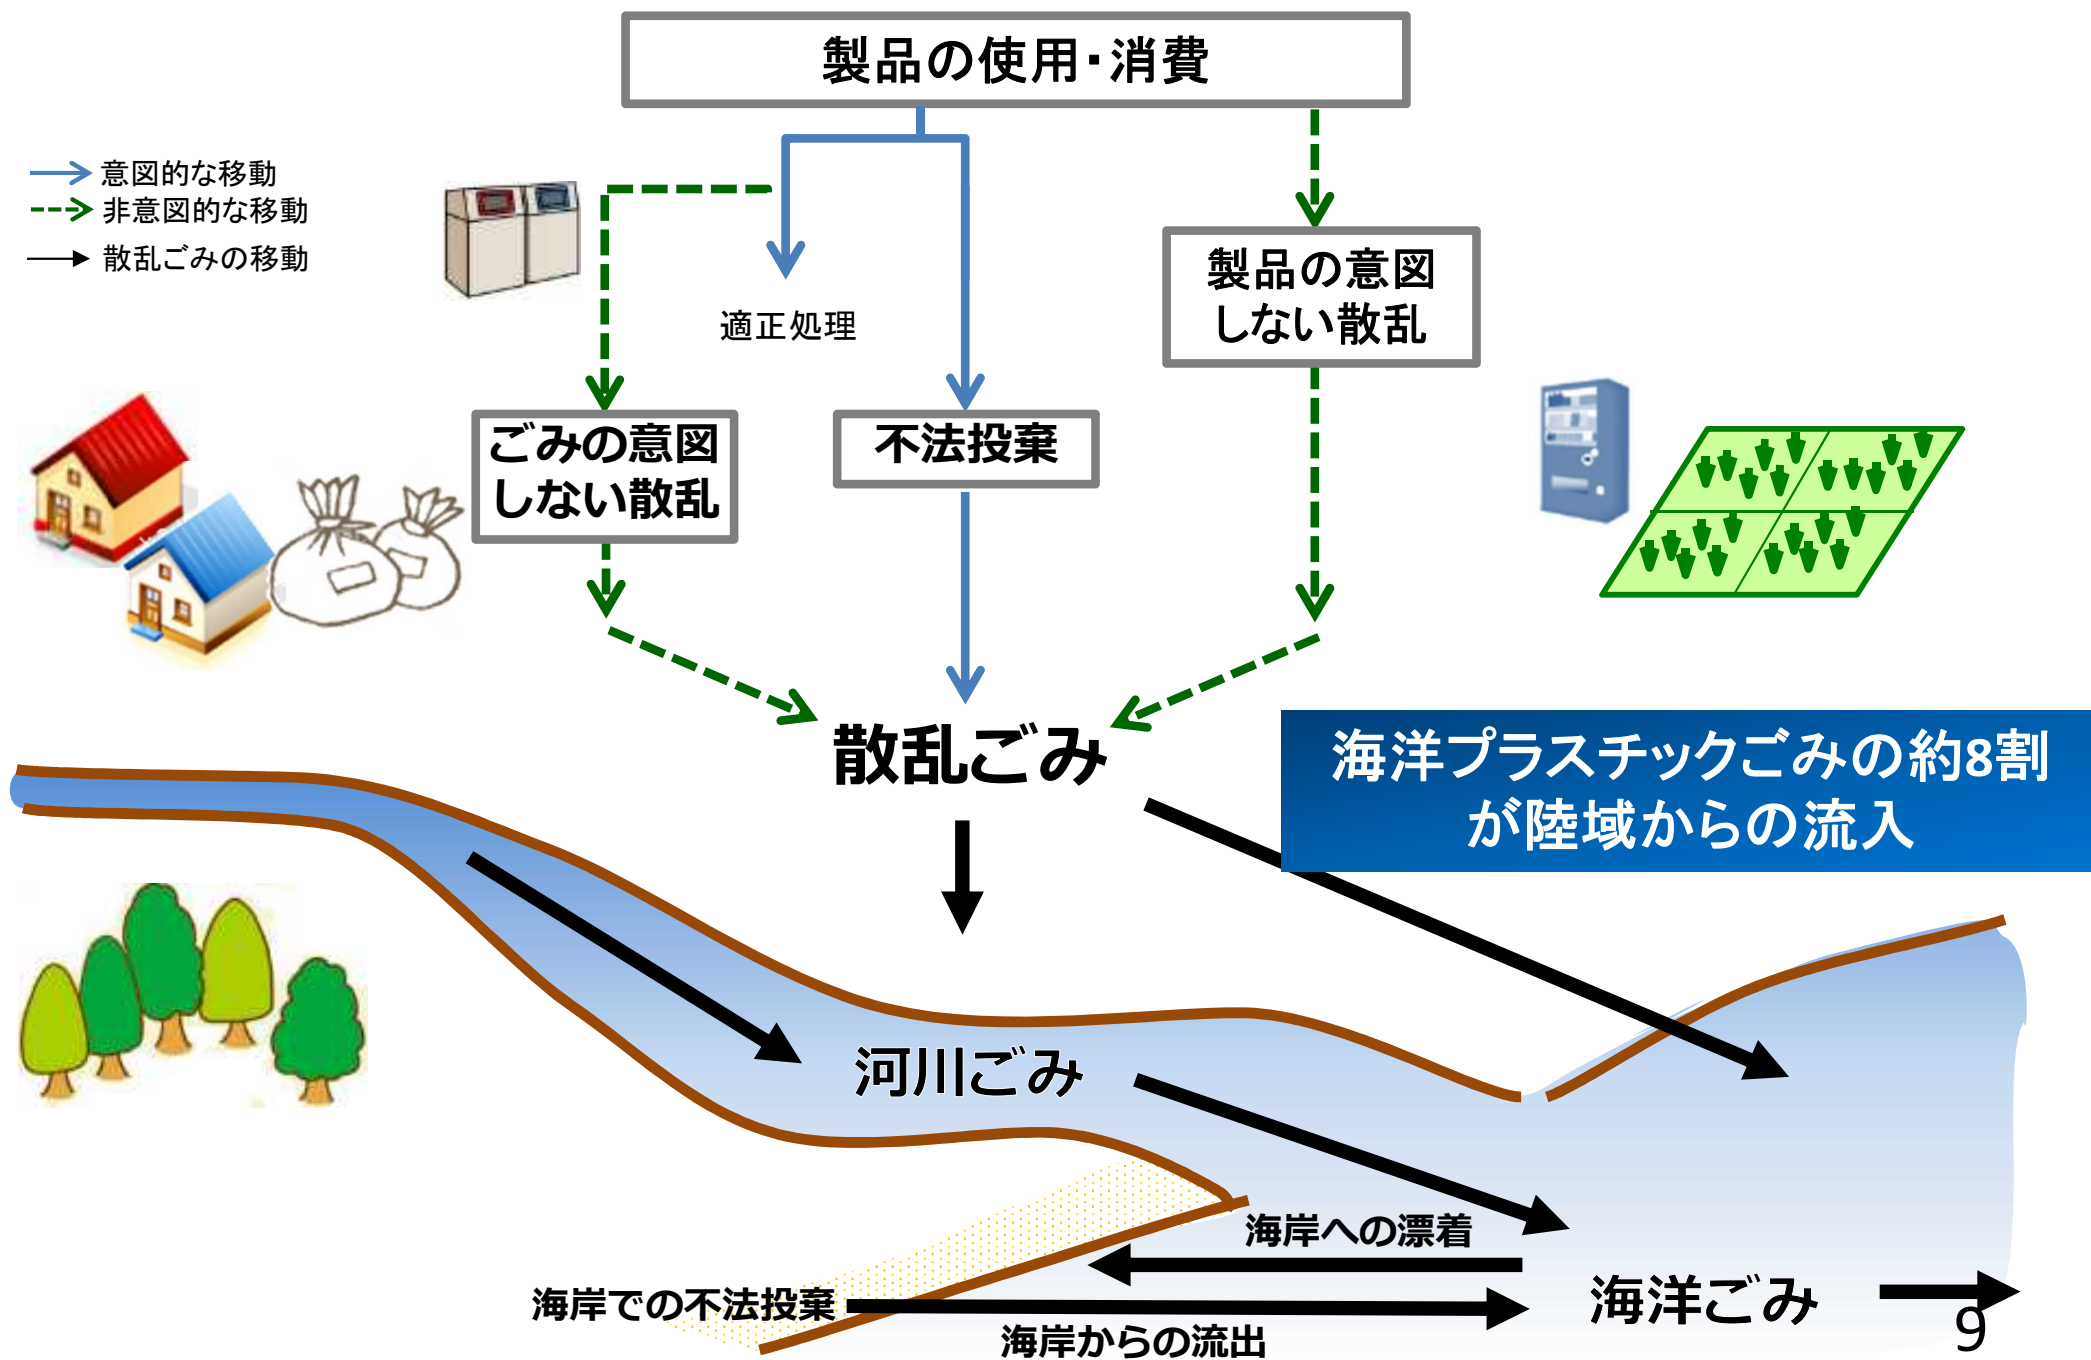 製品の使用・消費
意図的な移動
非意図的な移動
散乱ごみの移動
適正処理
製品の意図
しない散乱
ごみの意図
しない散乱
不法投棄
散乱ごみ
海洋プラスチックごみの約8割
が陸域からの流入
河川ごみ
海岸への漂着
海岸での不法投棄
海岸からの流出
海洋ごみ
9